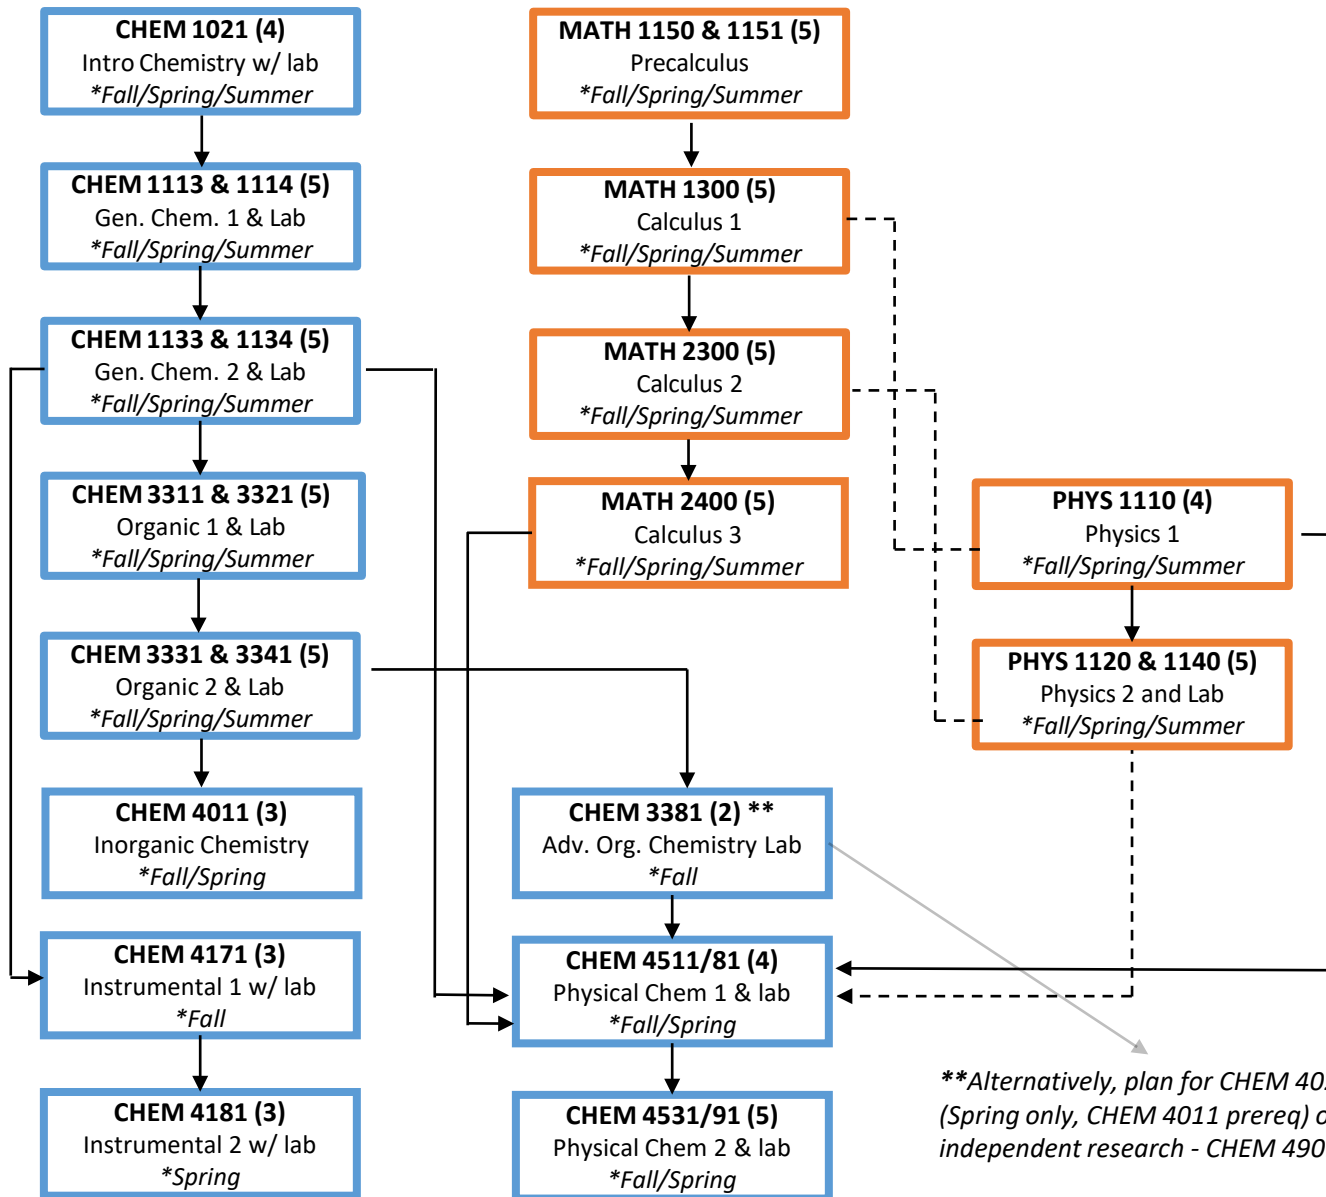 CHEM 1021 (4)
Intro Chemistry w/ lab
*Fall/Spring/Summer
CHEM 1113 & 1114 (5)
Gen. Chem. 1 & Lab
*Fall/Spring/Summer
CHEM 1133 & 1134 (5)
Gen. Chem. 2 & Lab
*Fall/Spring/Summer
CHEM 3311 & 3321 (5)
Organic 1 & Lab
*Fall/Spring/Summer
CHEM 3331 & 3341 (5)
Organic 2 & Lab
*Fall/Spring/Summer
CHEM 4011 (3)
Inorganic Chemistry
*Fall/Spring
CHEM 4171 (3)
Instrumental 1 w/ lab
*Fall
CHEM 4181 (3)
Instrumental 2 w/ lab
*Spring
MATH 1150 & 1151 (5)
Precalculus
*Fall/Spring/Summer
MATH 1300 (5)
Calculus 1
*Fall/Spring/Summer
MATH 2300 (5)
Calculus 2
*Fall/Spring/Summer
MATH 2400 (5)
Calculus 3
*Fall/Spring/Summer
CHEM 3381 (2) **
Adv. Org. Chemistry Lab
*Fall
CHEM 4511/81 (4)
Physical Chem 1 & lab
*Fall/Spring
CHEM 4531/91 (5)
Physical Chem 2 & lab
*Fall/Spring
PHYS 1110 (4)
Physics 1
*Fall/Spring/Summer
PHYS 1120 & 1140 (5)
Physics 2 and Lab
*Fall/Spring/Summer
**Alternatively, plan for CHEM
(Spring only, CHEM 4011 prereq)
independent research - CHEM